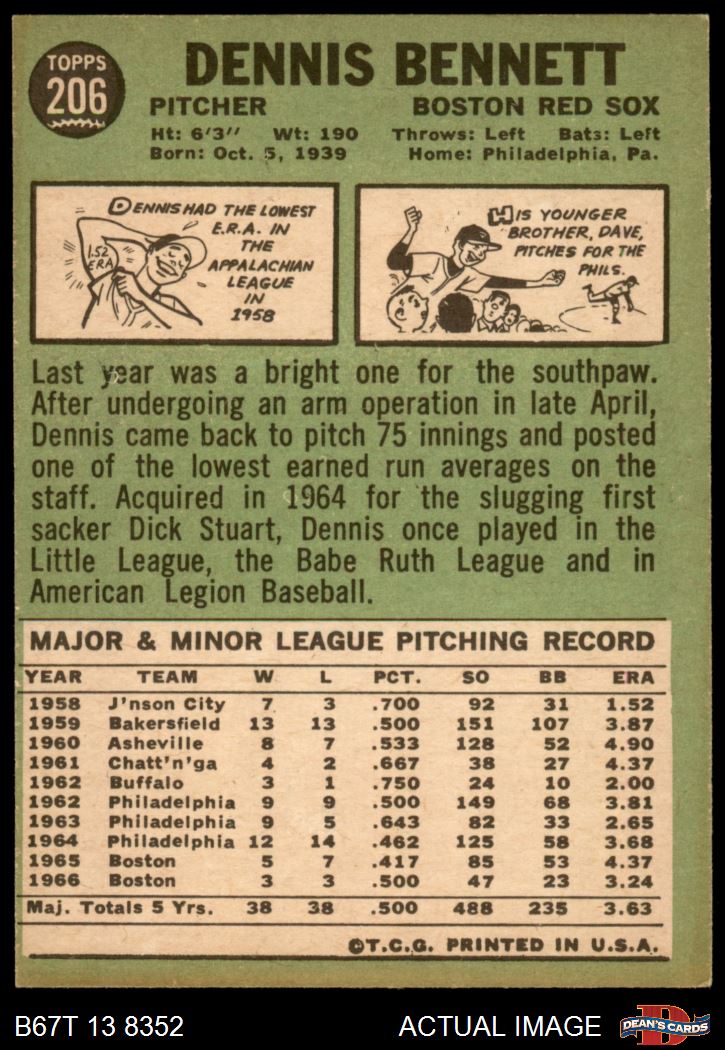 TOPPS
206
DENNIS BENNETT
PITCHER BOSTON RED SOX
Ht: 6'3" Wt: 190 Throws: Left Bats: Left
Born: Oct. 5, 1939 Home: Philadelphia, Pa.
DENNIS HAD THE LOWEST
E.R.A. IN
THE
APPALACHIAN
LEAGUE
IN
1958
1.52
ERA
HIS YOUNGER
BROTHER, DAVE,
PITCHES FOR THE
PHILS.
Last year was a bright one for the southpaw.
After undergoing an arm operation in late April,
Dennis came back to pitch 75 innings and posted
one of the lowest earned run averages on the
staff. Acquired in 1964 for the slugging first
sacker Dick Stuart, Dennis once played in the
Little League, the Babe Ruth League and in
American Legion Baseball.
MAJOR & MINOR LEAGUE PITCHING RECORD
YEAR TEAM W L PCT. SO BB ERA
1958 J'nson City 7 3 .700 92 31 1.52
1959 Bakersfield 13 13 .500 151 107 3.87
1960 Asheville 8 7 .533 128 52 4.90
1961 Chatt'n'ga 4 2 .667 38 27 4.37
1962 Buffalo 3 1 .750 24 10 2.00
1962 Philadelphia 9 9 .500 149 68 3.81
1963 Philadelphia 9 5 .643 82 33 2.65
1964 Philadelphia 12 14 .462 125 58 3.68
1965 Boston 5 7 .417 85 53 4.37
1966 Boston 3 3 .500 47 23 3.24
Maj. Totals 5 Yrs. 38 38 .500 488 235 3.63
©T.C.G. PRINTED IN U.S.A.
B67T 13 8352 ACTUAL IMAGE
DEAN'S CARDS